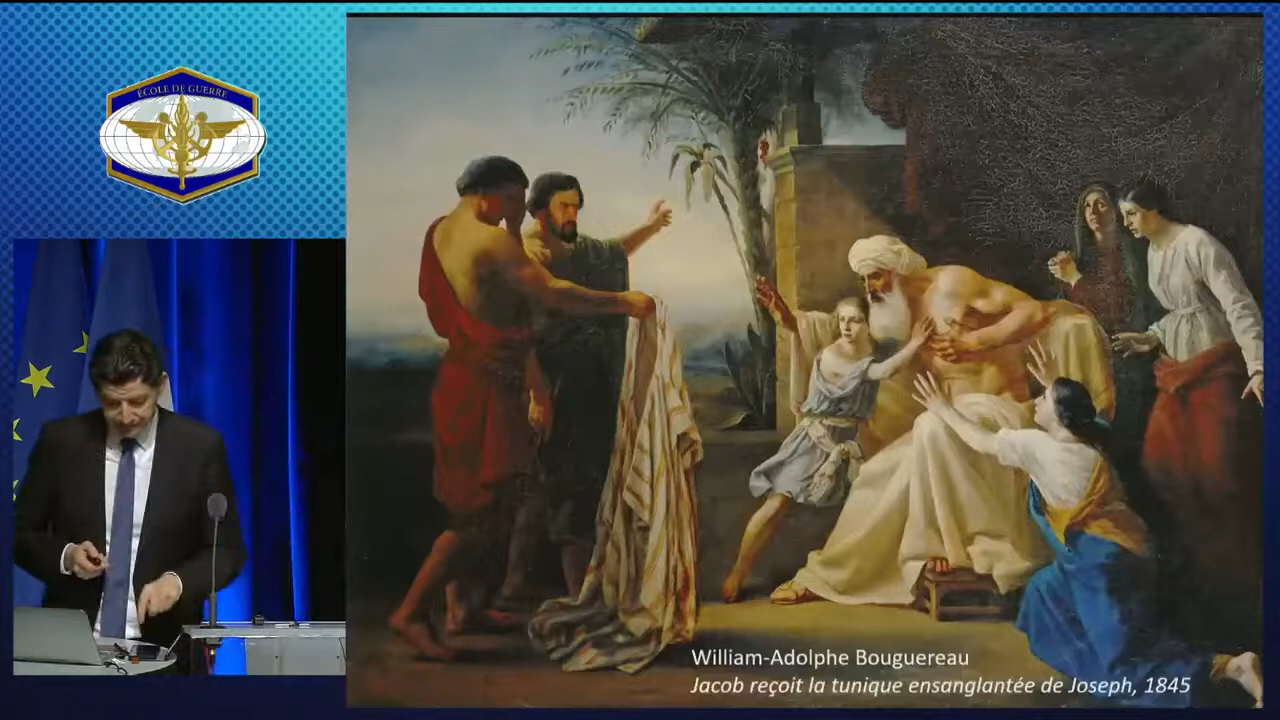 ÉCOLE DE GUERRE
William-Adolphe Bouguereau
Jacob reçoit la tunique ensanglantée de Joseph, 1845